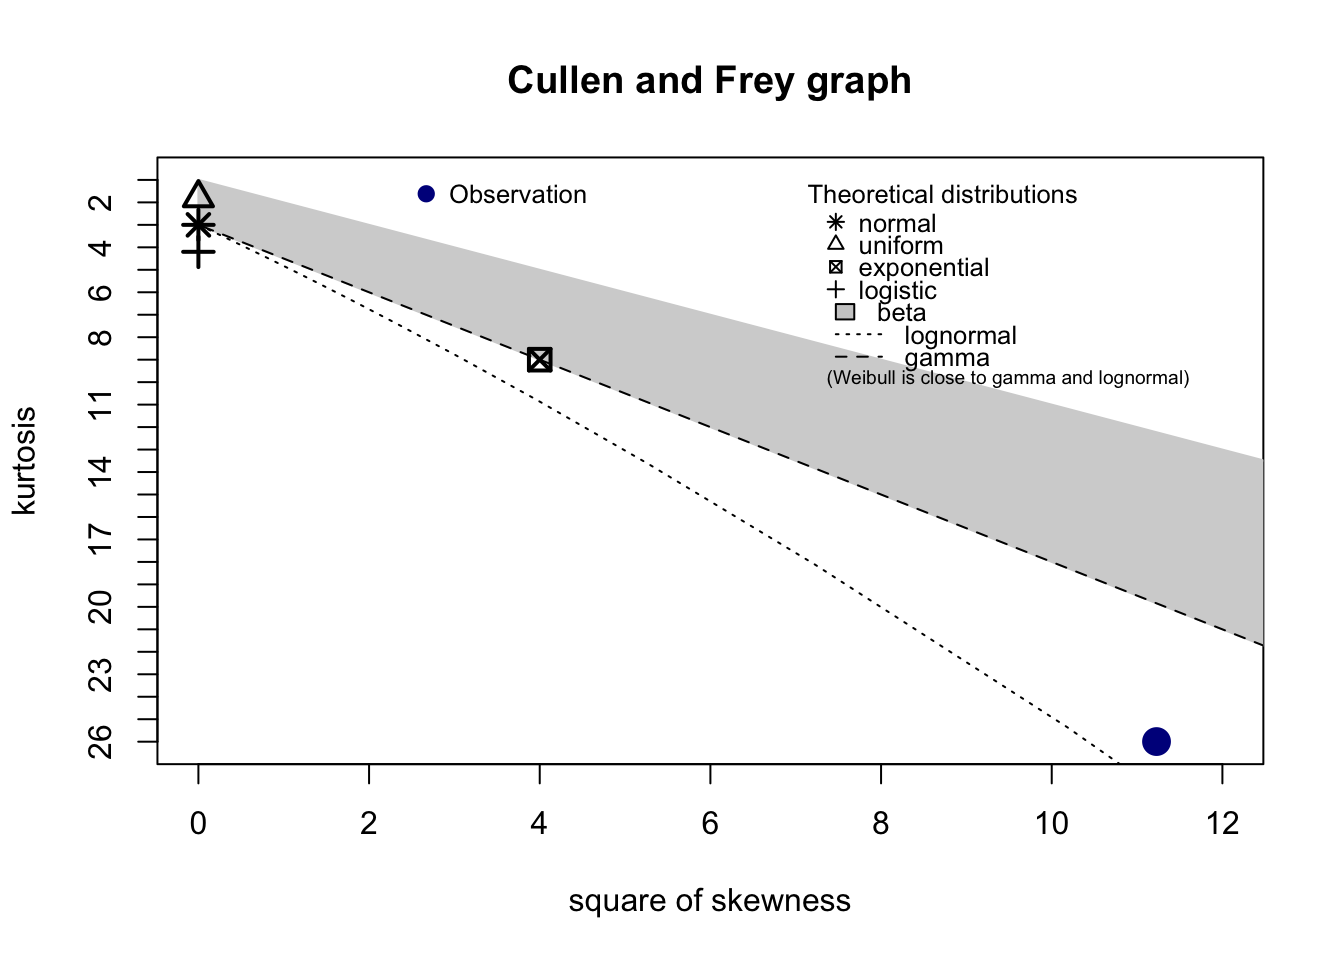 Cullen and Frey graph
Observation
Theoretical distributions
normal
uniform
exponential
logistic
beta
lognormal
gamma
(Weibull is close to gamma and lognormal)
kurtosis
2
4
6
8
11
14
17
20
23
26
0 2 4 6 8 10 12
square of skewness